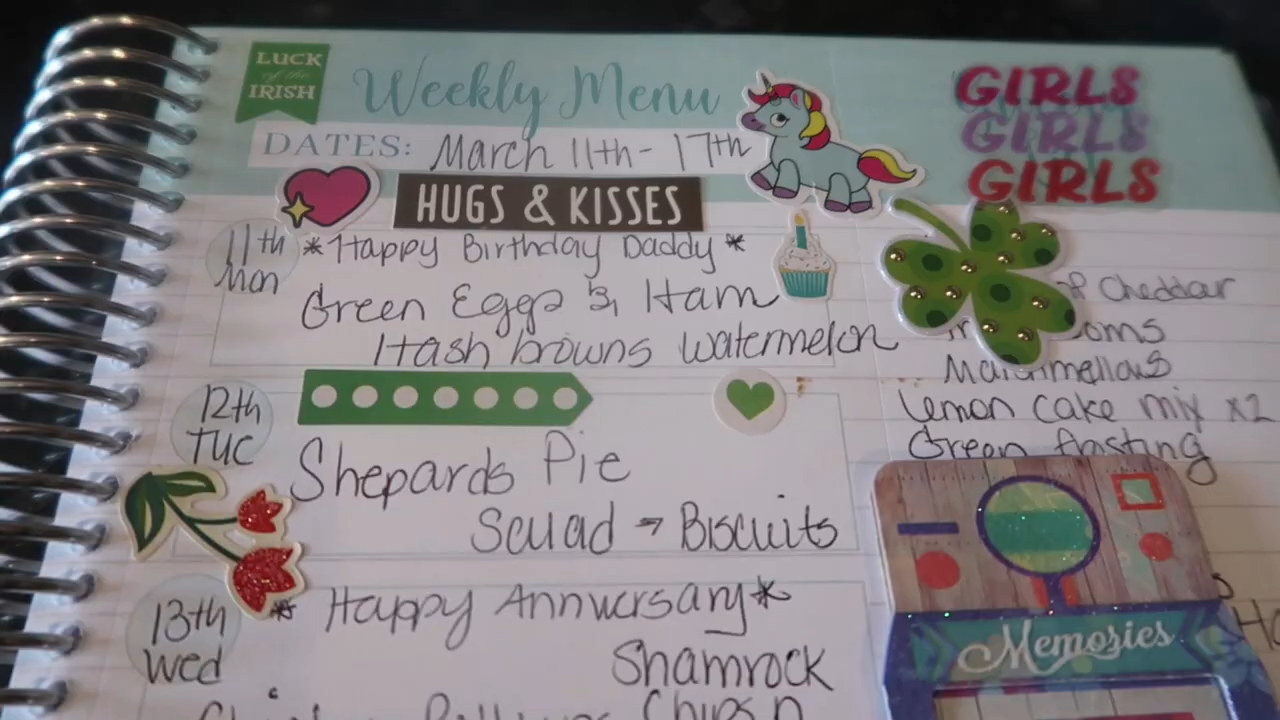 LUCK
of the
IRISH
Weekly Menu
DATES: March 11th - 17th
GIRLS
GIRLS
GIRLS
HUGS & KISSES
11th
Mon
*Happy Birthday Daddy*
Green Eggs & Ham
Hash browns watermelon
12th
Tue
Shepards Pie
Salad → Biscuits
13th
Wed
* Happy Anniversary*
Shamrock
Chips n
Cheddar
Lemon cake mix x2
Green frosting
Memories